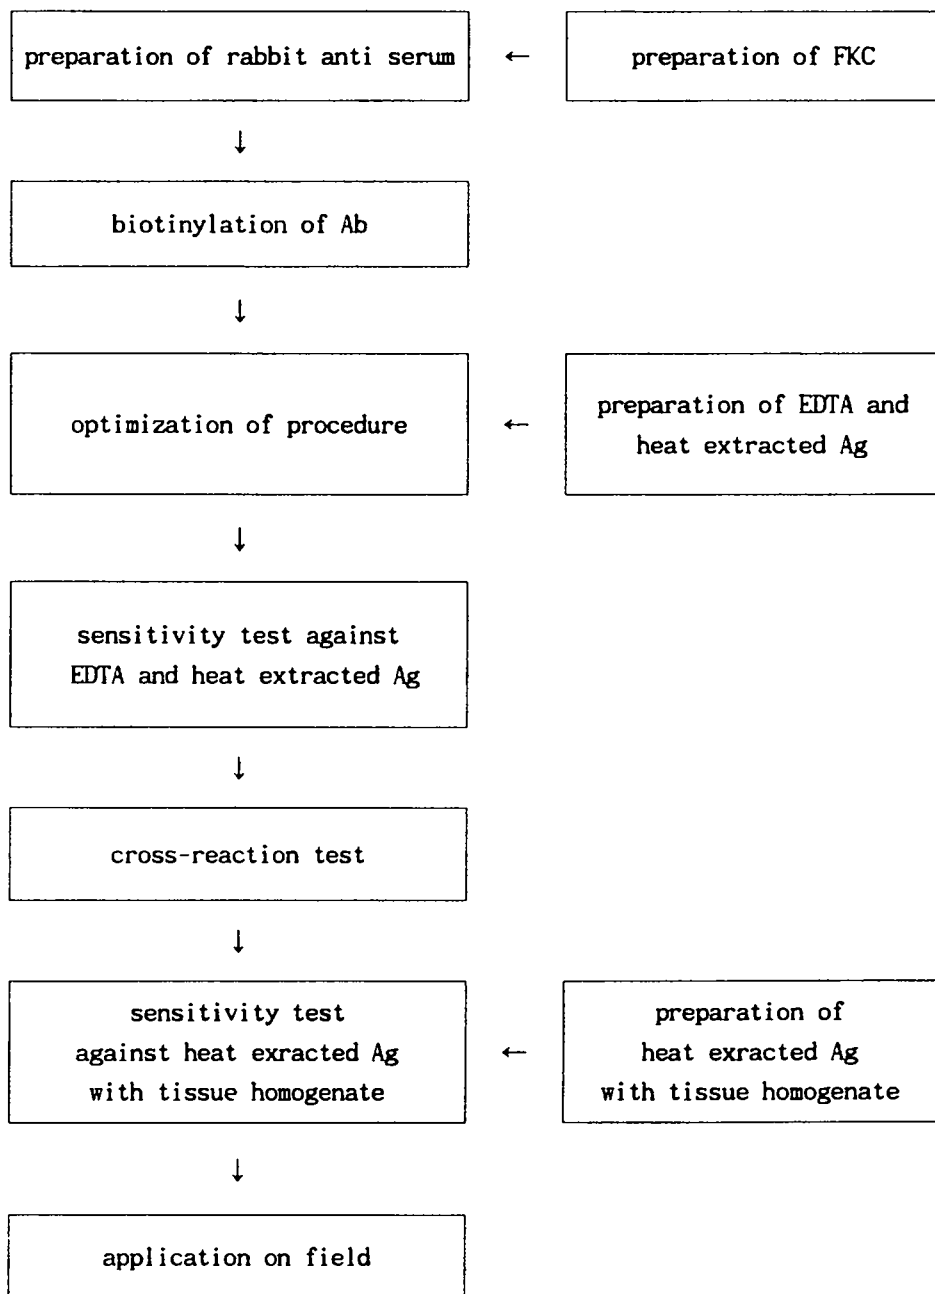 preparation of rabbit anti serum ← preparation of FKC
↓
biotinylation of Ab
↓
optimization of procedure ← preparation of EDTA and
heat extracted Ag
↓
sensitivity test against
EDTA and heat extracted Ag
↓
cross-reaction test
↓
sensitivity test
against heat exracted Ag
with tissue homogenate
←
preparation of
heat exracted Ag
with tissue homogenate
↓
application on field